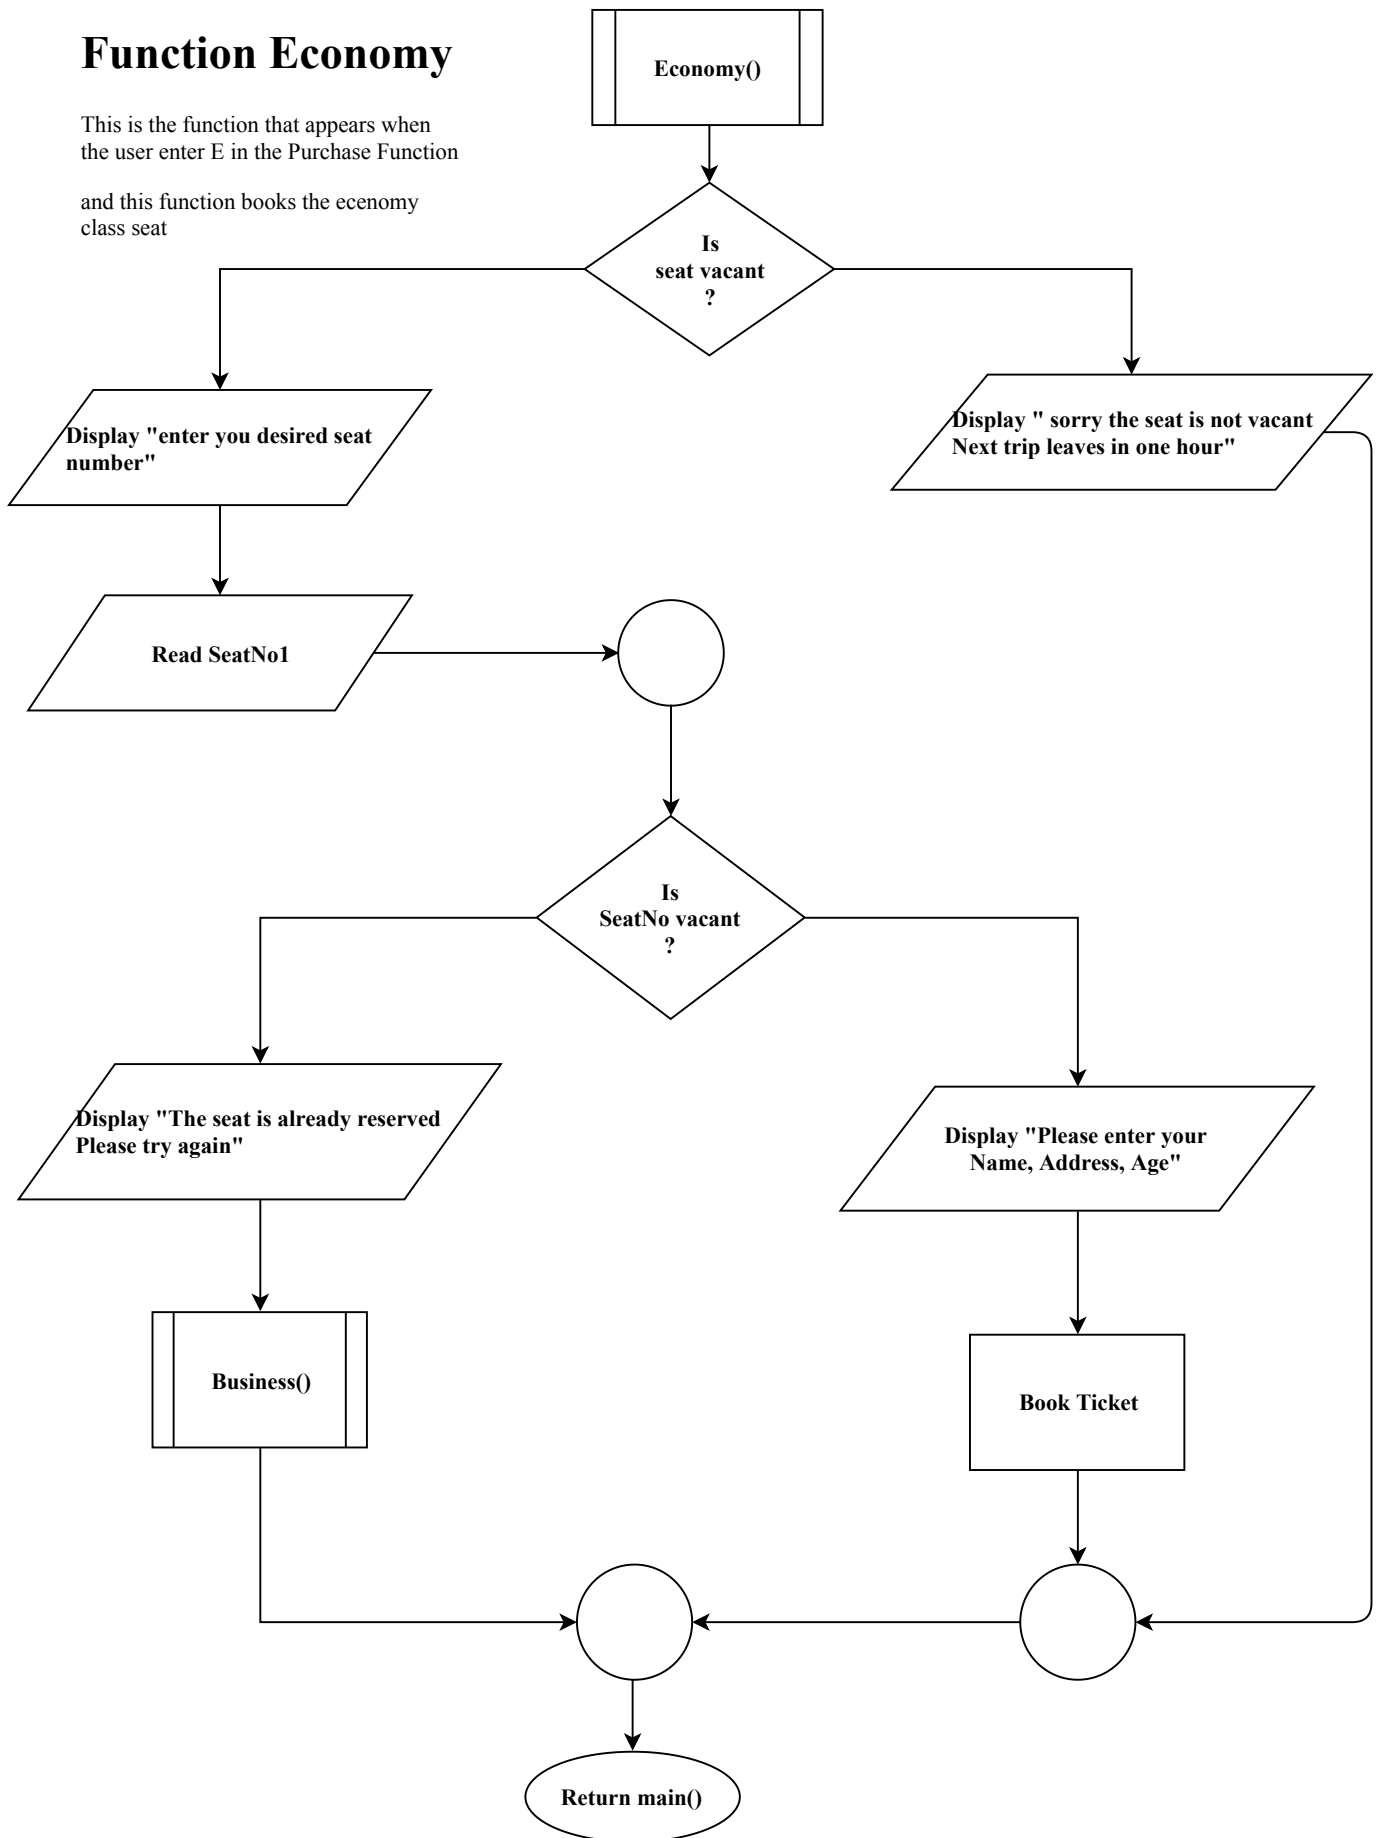 Function Economy
This is the function that appears when
the user enter E in the Purchase Function
and this function books the ecenomy
class seat
Economy()
Is
seat vacant
?
Display "enter you desired seat
number"
Display " sorry the seat is not vacant
Next trip leaves in one hour"
Read SeatNo1
Is
SeatNo vacant
?
Display "The seat is already reserved
Please try again"
Display "Please enter your
Name, Address, Age"
Business()
Book Ticket
Return main()